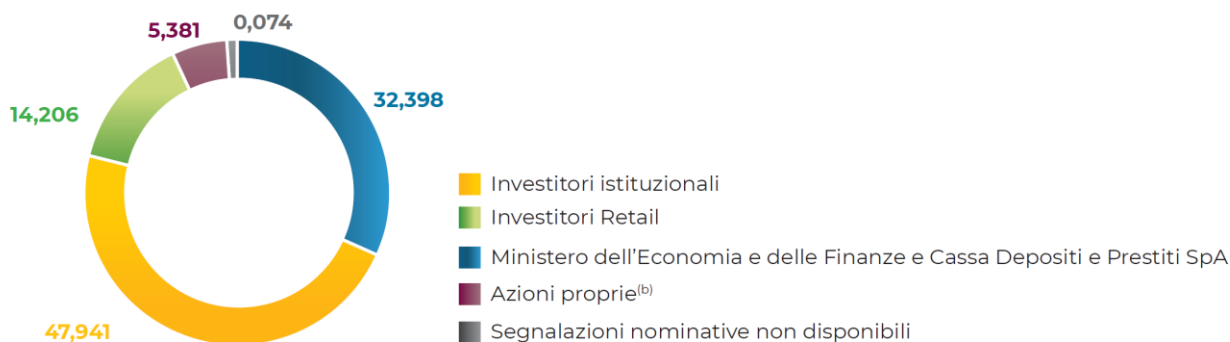 0,074
5,381
32,398
14,206
47,941
Investitori istituzionali
Investitori Retail
Ministero dell'Economia e delle Finanze e Cassa Depositi e Prestiti SpA
Azioni proprie(b)
Segnalazioni nominative non disponibili